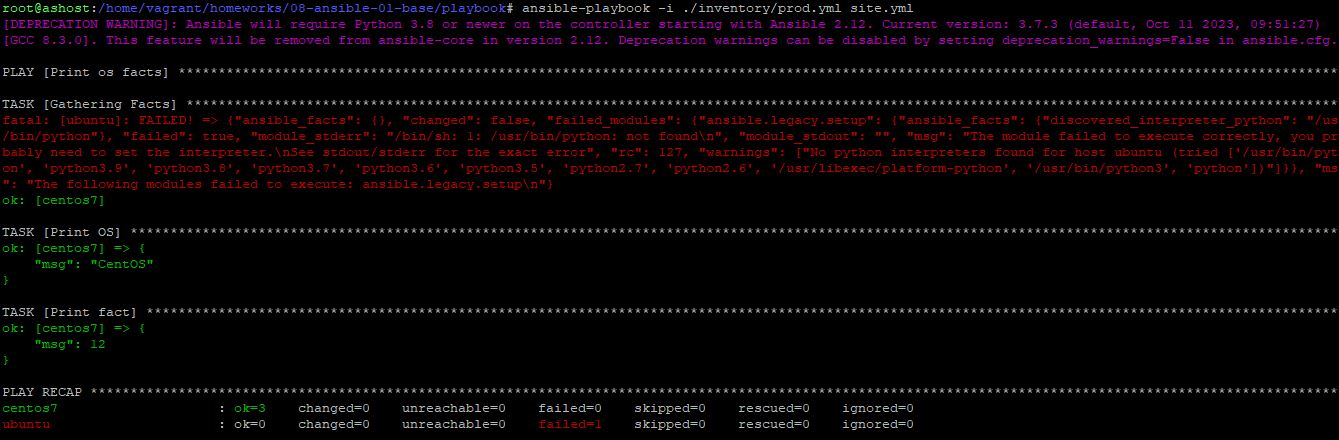 root@ashost:/home/vagrant/homeworks/08-ansible-01-base/playbook# ansible-playbook -i ./inventory/prod.yml site.yml
[DEPRECATION WARNING]: Ansible will require Python 3.8 or newer on the controller starting with Ansible 2.12. Current version: 3.7.3 (default, Oct 11 2023, 09:51:27)
[GCC 8.3.0]. This feature will be removed from ansible-core in version 2.12. Deprecation warnings can be disabled by setting deprecation_warnings=False in ansible.cfg.
PLAY [Print os facts] ************************************************************************************************************************************************
TASK [Gathering Facts] ***********************************************************************************************************************************************
fatal: [ubuntu]: FAILED! => {"ansible_facts": {}, "changed": false, "failed_modules": {"ansible.legacy.setup": {"ansible_facts": {"discovered_interpreter_python": "/us
/bin/python"}, "failed": true, "module_stderr": "/bin/sh: 1: /usr/bin/python: not found\n", "module_stdout": "", "msg": "The module failed to execute correctly, you pr
bably need to set the interpreter.\nSee stdout/stderr for the exact error", "rc": 127, "warnings": ["No python interpreters found for host ubuntu (tried ['/usr/bin/pyt
on', 'python3.9', 'python3.8', 'python3.7', 'python3.6', 'python3.5', 'python2.7', 'python2.6', '/usr/libexec/platform-python', '/usr/bin/python3', 'python'])"]}}, "ms
": "The following modules failed to execute: ansible.legacy.setup\n"}
ok: [centos7]
TASK [Print OS] ******************************************************************************************************************************************************
ok: [centos7] => {
"msg": "CentOS"
}
TASK [Print fact] ****************************************************************************************************************************************************
ok: [centos7] => {
"msg": 12
}
PLAY RECAP ***********************************************************************************************************************************************************
centos7 : ok=3 changed=0 unreachable=0 failed=0 skipped=0 rescued=0 ignored=0
ubuntu : ok=0 changed=0 unreachable=0 failed=1 skipped=0 rescued=0 ignored=0